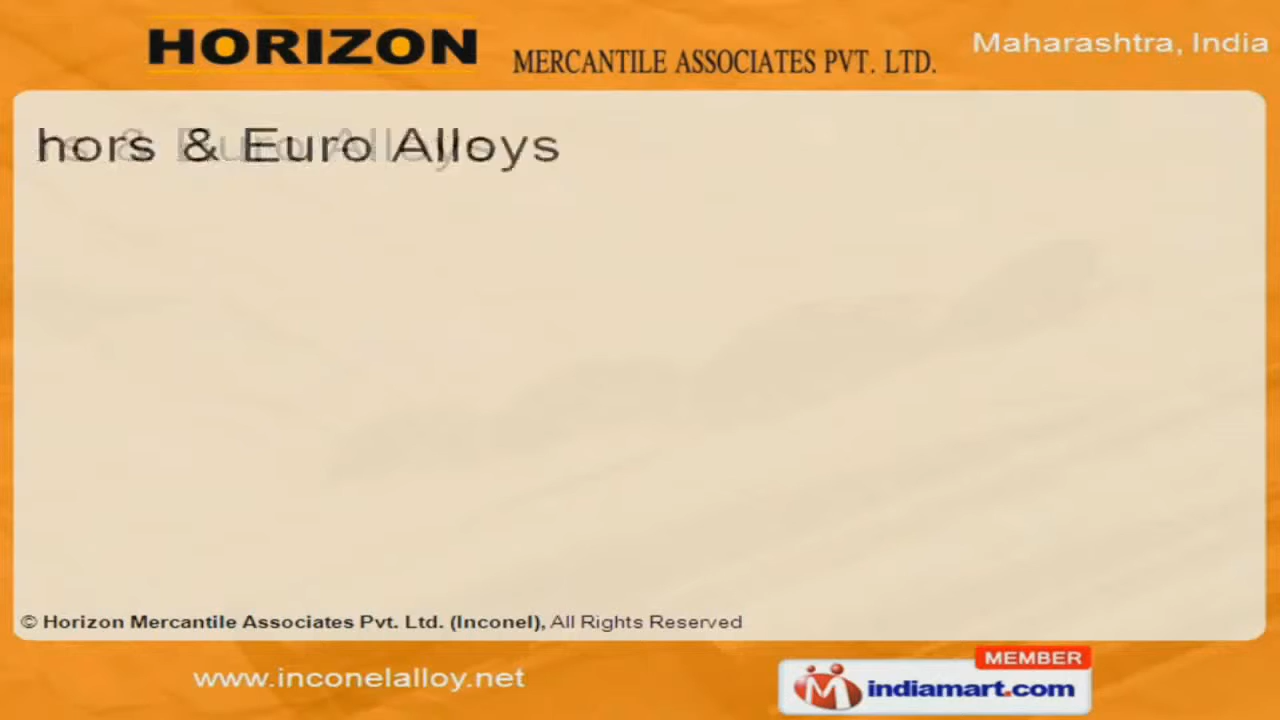 HORIZON MERCANTILE ASSOCIATES PVT. LTD.
Maharashtra, India
hors & Euro Alloys
© Horizon Mercantile Associates Pvt. Ltd. (Inconel), All Rights Reserved
www.inconelalloy.net
MEMBER
indiamart.com